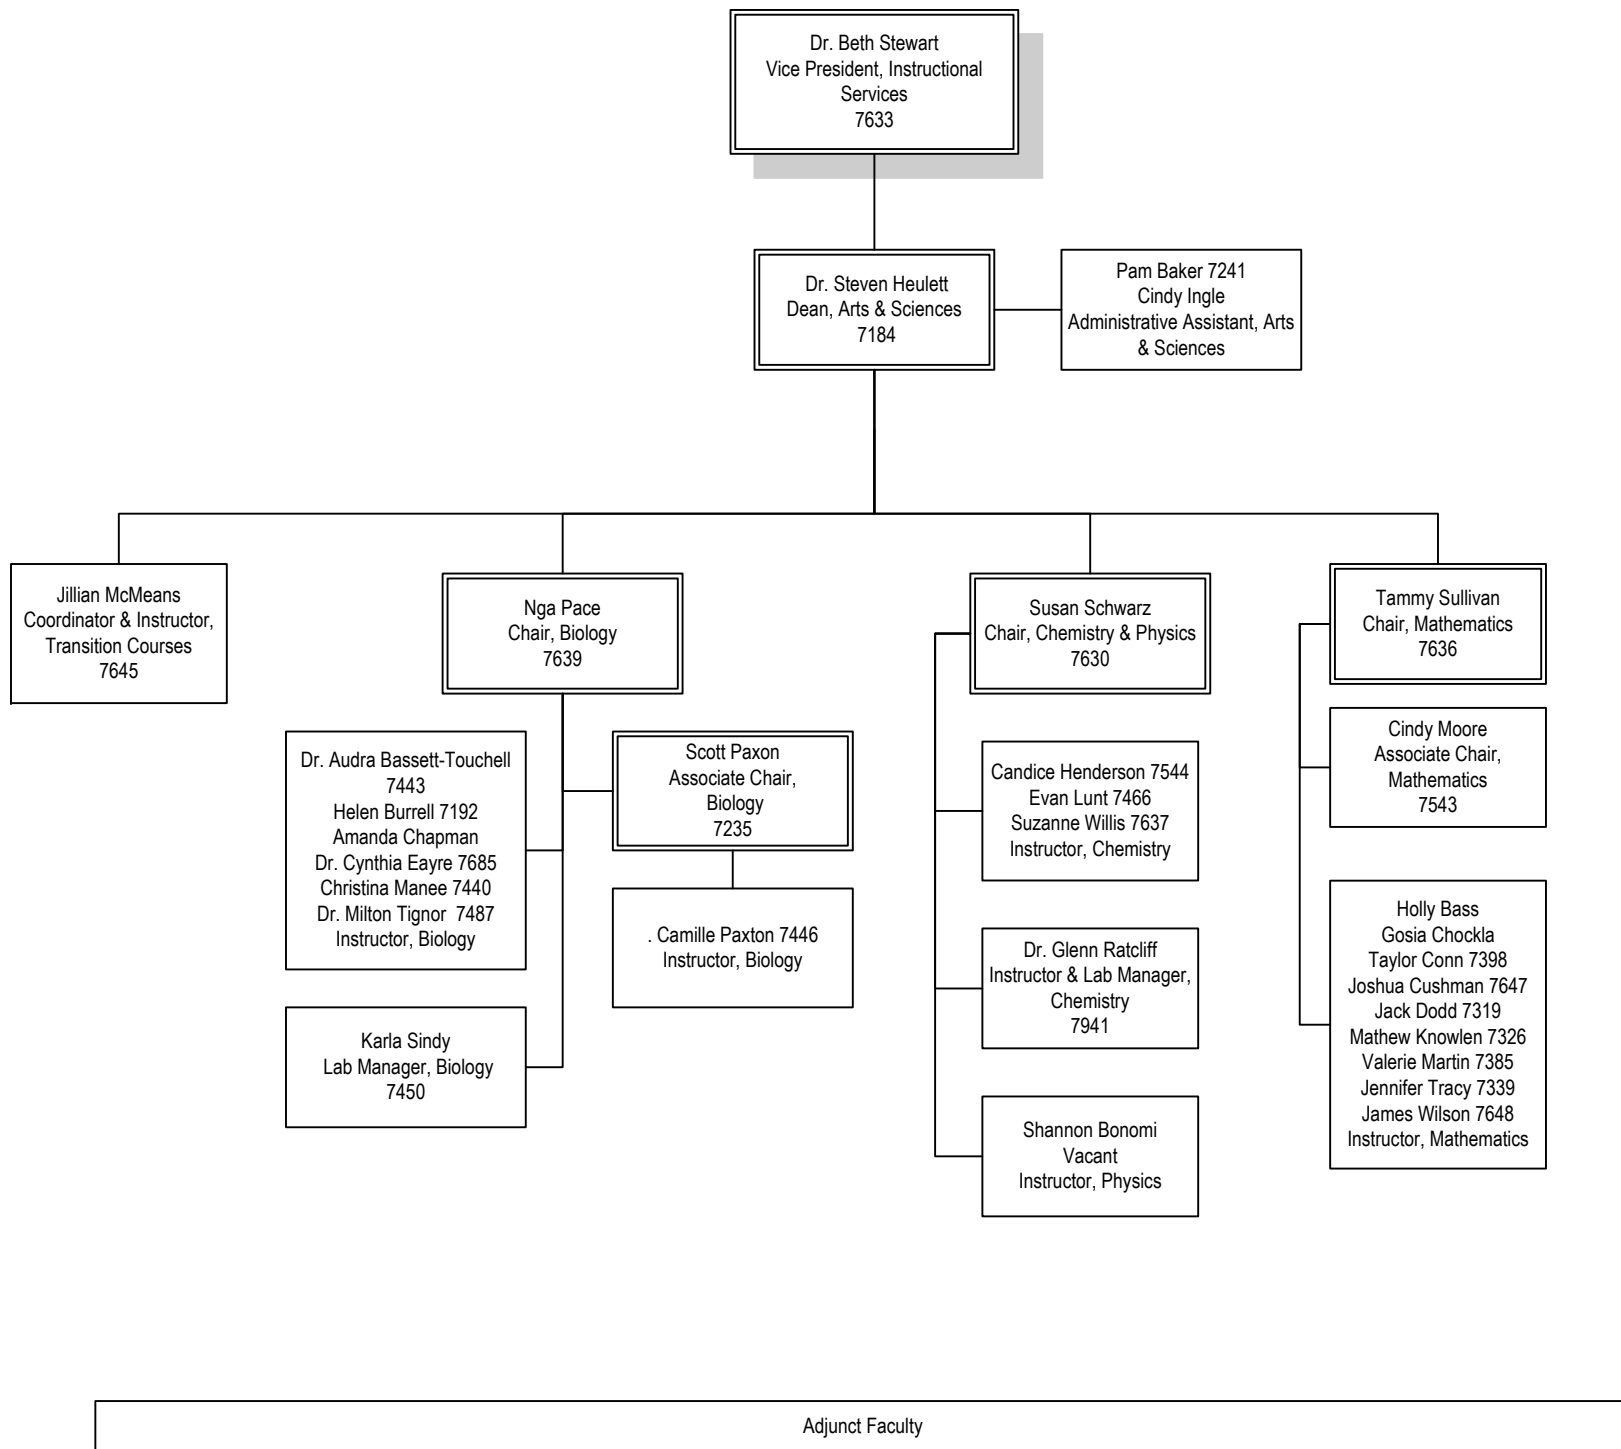 Dr. Beth Stewart
Vice President, Instructional
Services
7633
Dr. Steven Heulett
Dean, Arts & Sciences
7184
Pam Baker 7241
Cindy Ingle
Administrative Assistant, Arts
& Sciences
Jillian McMeans
Coordinator & Instructor,
Transition Courses
7645
Nga Pace
Chair, Biology
7639
Dr. Audra Bassett-Touchell
7443
Helen Burrell 7192
Amanda Chapman
Dr. Cynthia Eayre 7685
Christina Manee 7440
Dr. Milton Tignor 7487
Instructor, Biology
Karla Sindy
Lab Manager, Biology
7450
Scott Paxon
Associate Chair,
Biology
7235
. Camille Paxton 7446
Instructor, Biology
Susan Schwarz
Chair, Chemistry & Physics
7630
Candice Henderson 7544
Evan Lunt 7466
Suzanne Willis 7637
Instructor, Chemistry
Dr. Glenn Ratcliff
Instructor & Lab Manager,
Chemistry
7941
Shannon Bonomi
Vacant
Instructor, Physics
Tammy Sullivan
Chair, Mathematics
7636
Cindy Moore
Associate Chair,
Mathematics
7543
Holly Bass
Gosia Chockla
Taylor Conn 7398
Joshua Cushman 7647
Jack Dodd 7319
Mathew Knowlen 7326
Valerie Martin 7385
Jennifer Tracy 7339
James Wilson 7648
Instructor, Mathematics
Adjunct Faculty